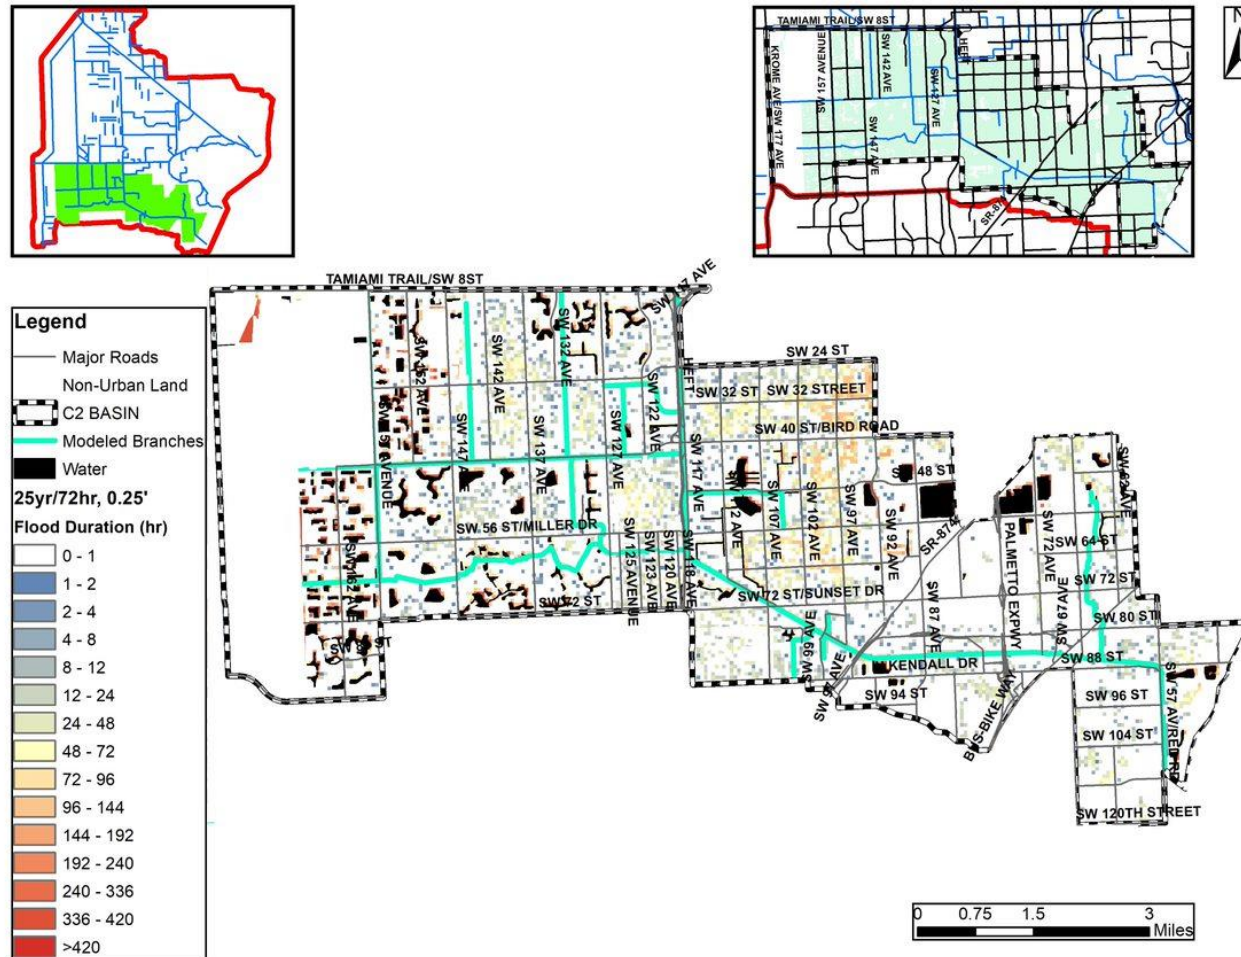 TAMIAMI TRAIL/SW 8ST
KROME AVE/SW 177 AVE
SW 157 AVENUE
SW 142 AVE
SW 147 AVE
SW 127 AVE
HEFT
SR-874
N
Legend
Major Roads
Non-Urban Land
C2 BASIN
Modeled Branches
Water
25yr/72hr, 0.25'
Flood Duration (hr)
0 - 1
1 - 2
2 - 4
4 - 8
8 - 12
12 - 24
24 - 48
48 - 72
72 - 96
96 - 144
144 - 192
192 - 240
240 - 336
336 - 420
>420
TAMIAMI TRAIL/SW 8ST
SW 142 AVE
SW 132 AVE
HEFT
SW 24 ST
SW 32 ST
SW 32 STREET
SW 122 AVE
SW 40 ST/BIRD ROAD
SW 147 AVE
SW 137 AVE
SW 127 AVE
SW 117 AVE
SW 107 AVE
SW 102 AVE
SW 97 AVE
SW 92 AVE
SW 56 ST/MILLER DR
SW 125 AVENUE
SW 123 AVE
SW 120 AVE
SW 118 AVE
SR-874
PALMETTO EXPWY
SW 72 AVE
SW 64 ST
SW 72 ST
SW 72 ST
SW 72 ST/SUNSET DR
SW 87 AVE
SW 67 AVE
SW 80 ST
SW 99 AVE
SW 97 AVE
KENDALL DR
SW 88 ST
SW 94 ST
BUS-BIKE WAY
SW 96 ST
SW 57 AV/RED RD
SW 104 ST
SW 120TH STREET
0 0.75 1.5 3
Miles